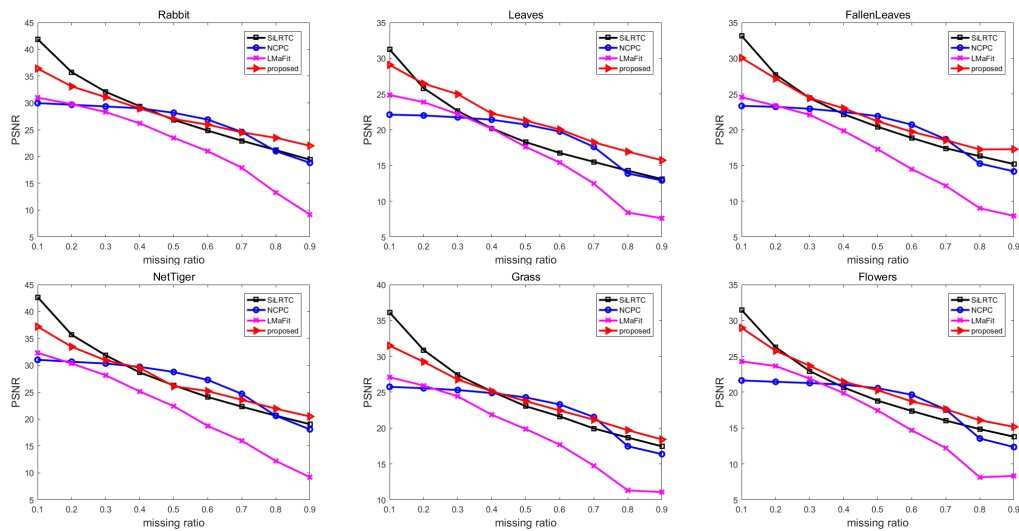 Rabbit
PSNR
45
40
35
30
25
20
15
10
5
0.1 0.2 0.3 0.4 0.5 0.6 0.7 0.8 0.9
missing ratio
SiLRTC
NCPC
LMaFit
proposed
Leaves
PSNR
35
30
25
20
15
10
5
0.1 0.2 0.3 0.4 0.5 0.6 0.7 0.8 0.9
missing ratio
SiLRTC
NCPC
LMaFit
proposed
FallenLeaves
PSNR
35
30
25
20
15
10
5
0.1 0.2 0.3 0.4 0.5 0.6 0.7 0.8 0.9
missing ratio
SiLRTC
NCPC
LMaFit
proposed
NetTiger
PSNR
45
40
35
30
25
20
15
10
5
0.1 0.2 0.3 0.4 0.5 0.6 0.7 0.8 0.9
missing ratio
SiLRTC
NCPC
LMaFit
proposed
Grass
PSNR
40
35
30
25
20
15
10
0.1 0.2 0.3 0.4 0.5 0.6 0.7 0.8 0.9
missing ratio
SiLRTC
NCPC
LMaFit
proposed
Flowers
PSNR
35
30
25
20
15
10
5
0.1 0.2 0.3 0.4 0.5 0.6 0.7 0.8 0.9
missing ratio
SiLRTC
NCPC
LMaFit
proposed